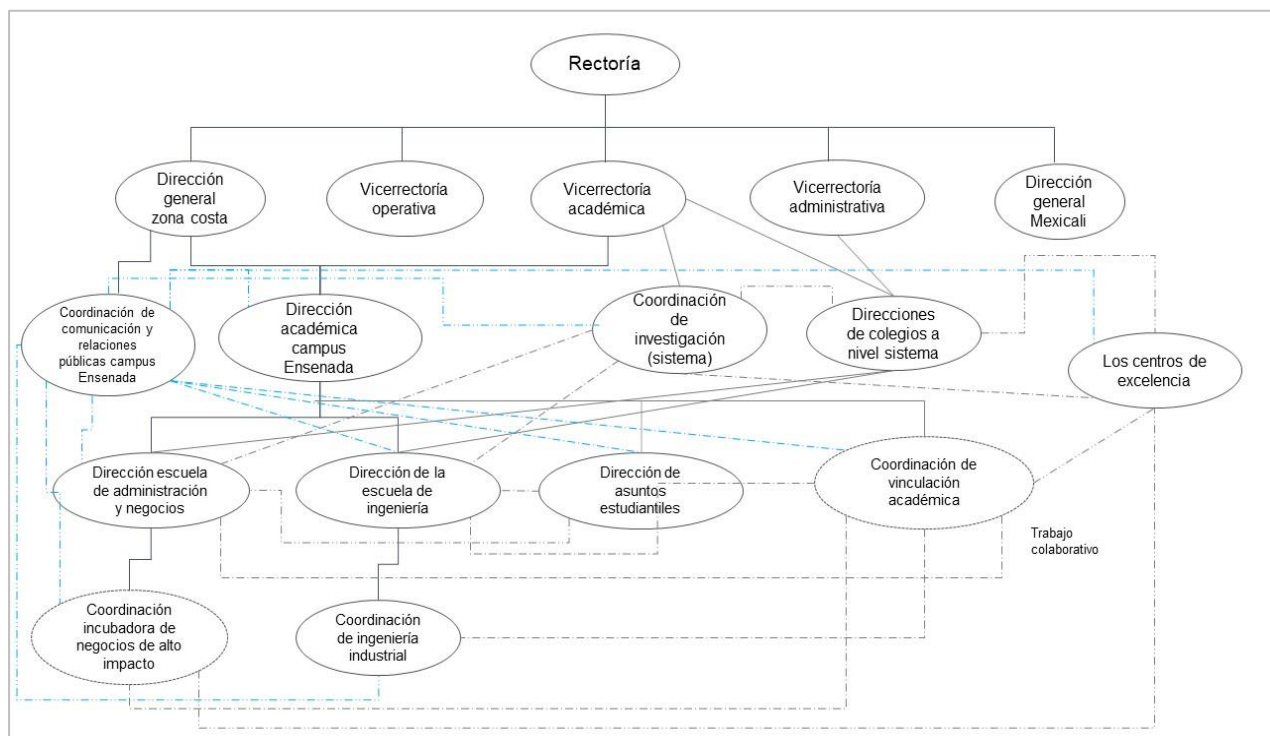 Rectoría
Dirección
general
zona costa
Vicerrectoría
operativa
Vicerrectoría
académica
Vicerrectoría
administrativa
Dirección
general
Mexicali
Coordinación de
comunicación y
relaciones
públicas campus
Ensenada
Dirección
académica
campus
Ensenada
Coordinación
de
investigación
(sistema)
Direcciones
de colegios a
nivel sistema
Los centros de
excelencia
Dirección escuela
de administración
y negocios
Dirección de la
escuela de
ingeniería
Dirección de
asuntos
estudiantiles
Coordinación de
vinculación
académica
Trabajo
colaborativo
Coordinación
incubadora de
negocios de alto
impacto
Coordinación
de ingeniería
industrial